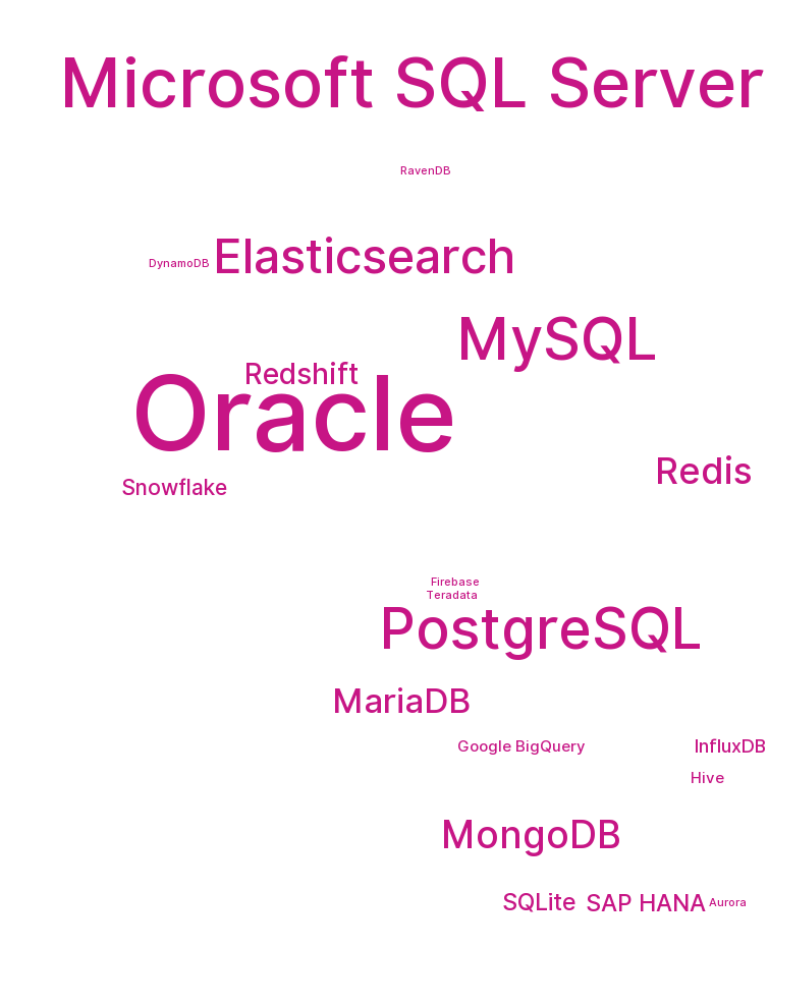 Microsoft SQL Server
RavenDB
DynamoDB Elasticsearch
MySQL
Redshift
Oracle
Redis
Snowflake
Firebase
Teradata
PostgreSQL
MariaDB
Google BigQuery InfluxDB
Hive
MongoDB
SQLite SAP HANA Aurora